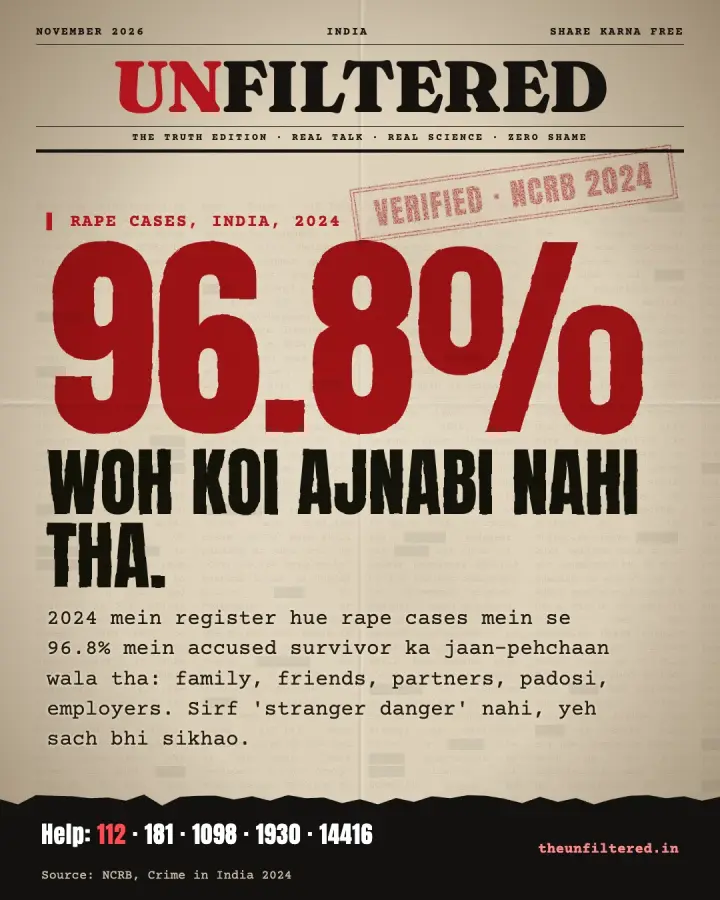 NOVEMBER 2026 INDIA SHARE KARNA FREE
UNFILTERED
THE TRUTH EDITION · REAL TALK · REAL SCIENCE · ZERO SHAME
VERIFIED · NCRB 2024
RAPE CASES, INDIA, 2024
96.8%
WOH KOI AJNABI NAHI
THA.
2024 mein register hue rape cases mein se
96.8% mein accused survivor ka jaan-pehchaan
wala tha: family, friends, partners, padosi,
employers. Sirf 'stranger danger' nahi, yeh
sach bhi sikhao.
Help: 112 · 181 · 1098 · 1930 · 14416
theunfiltered.in
Source: NCRB, Crime in India 2024